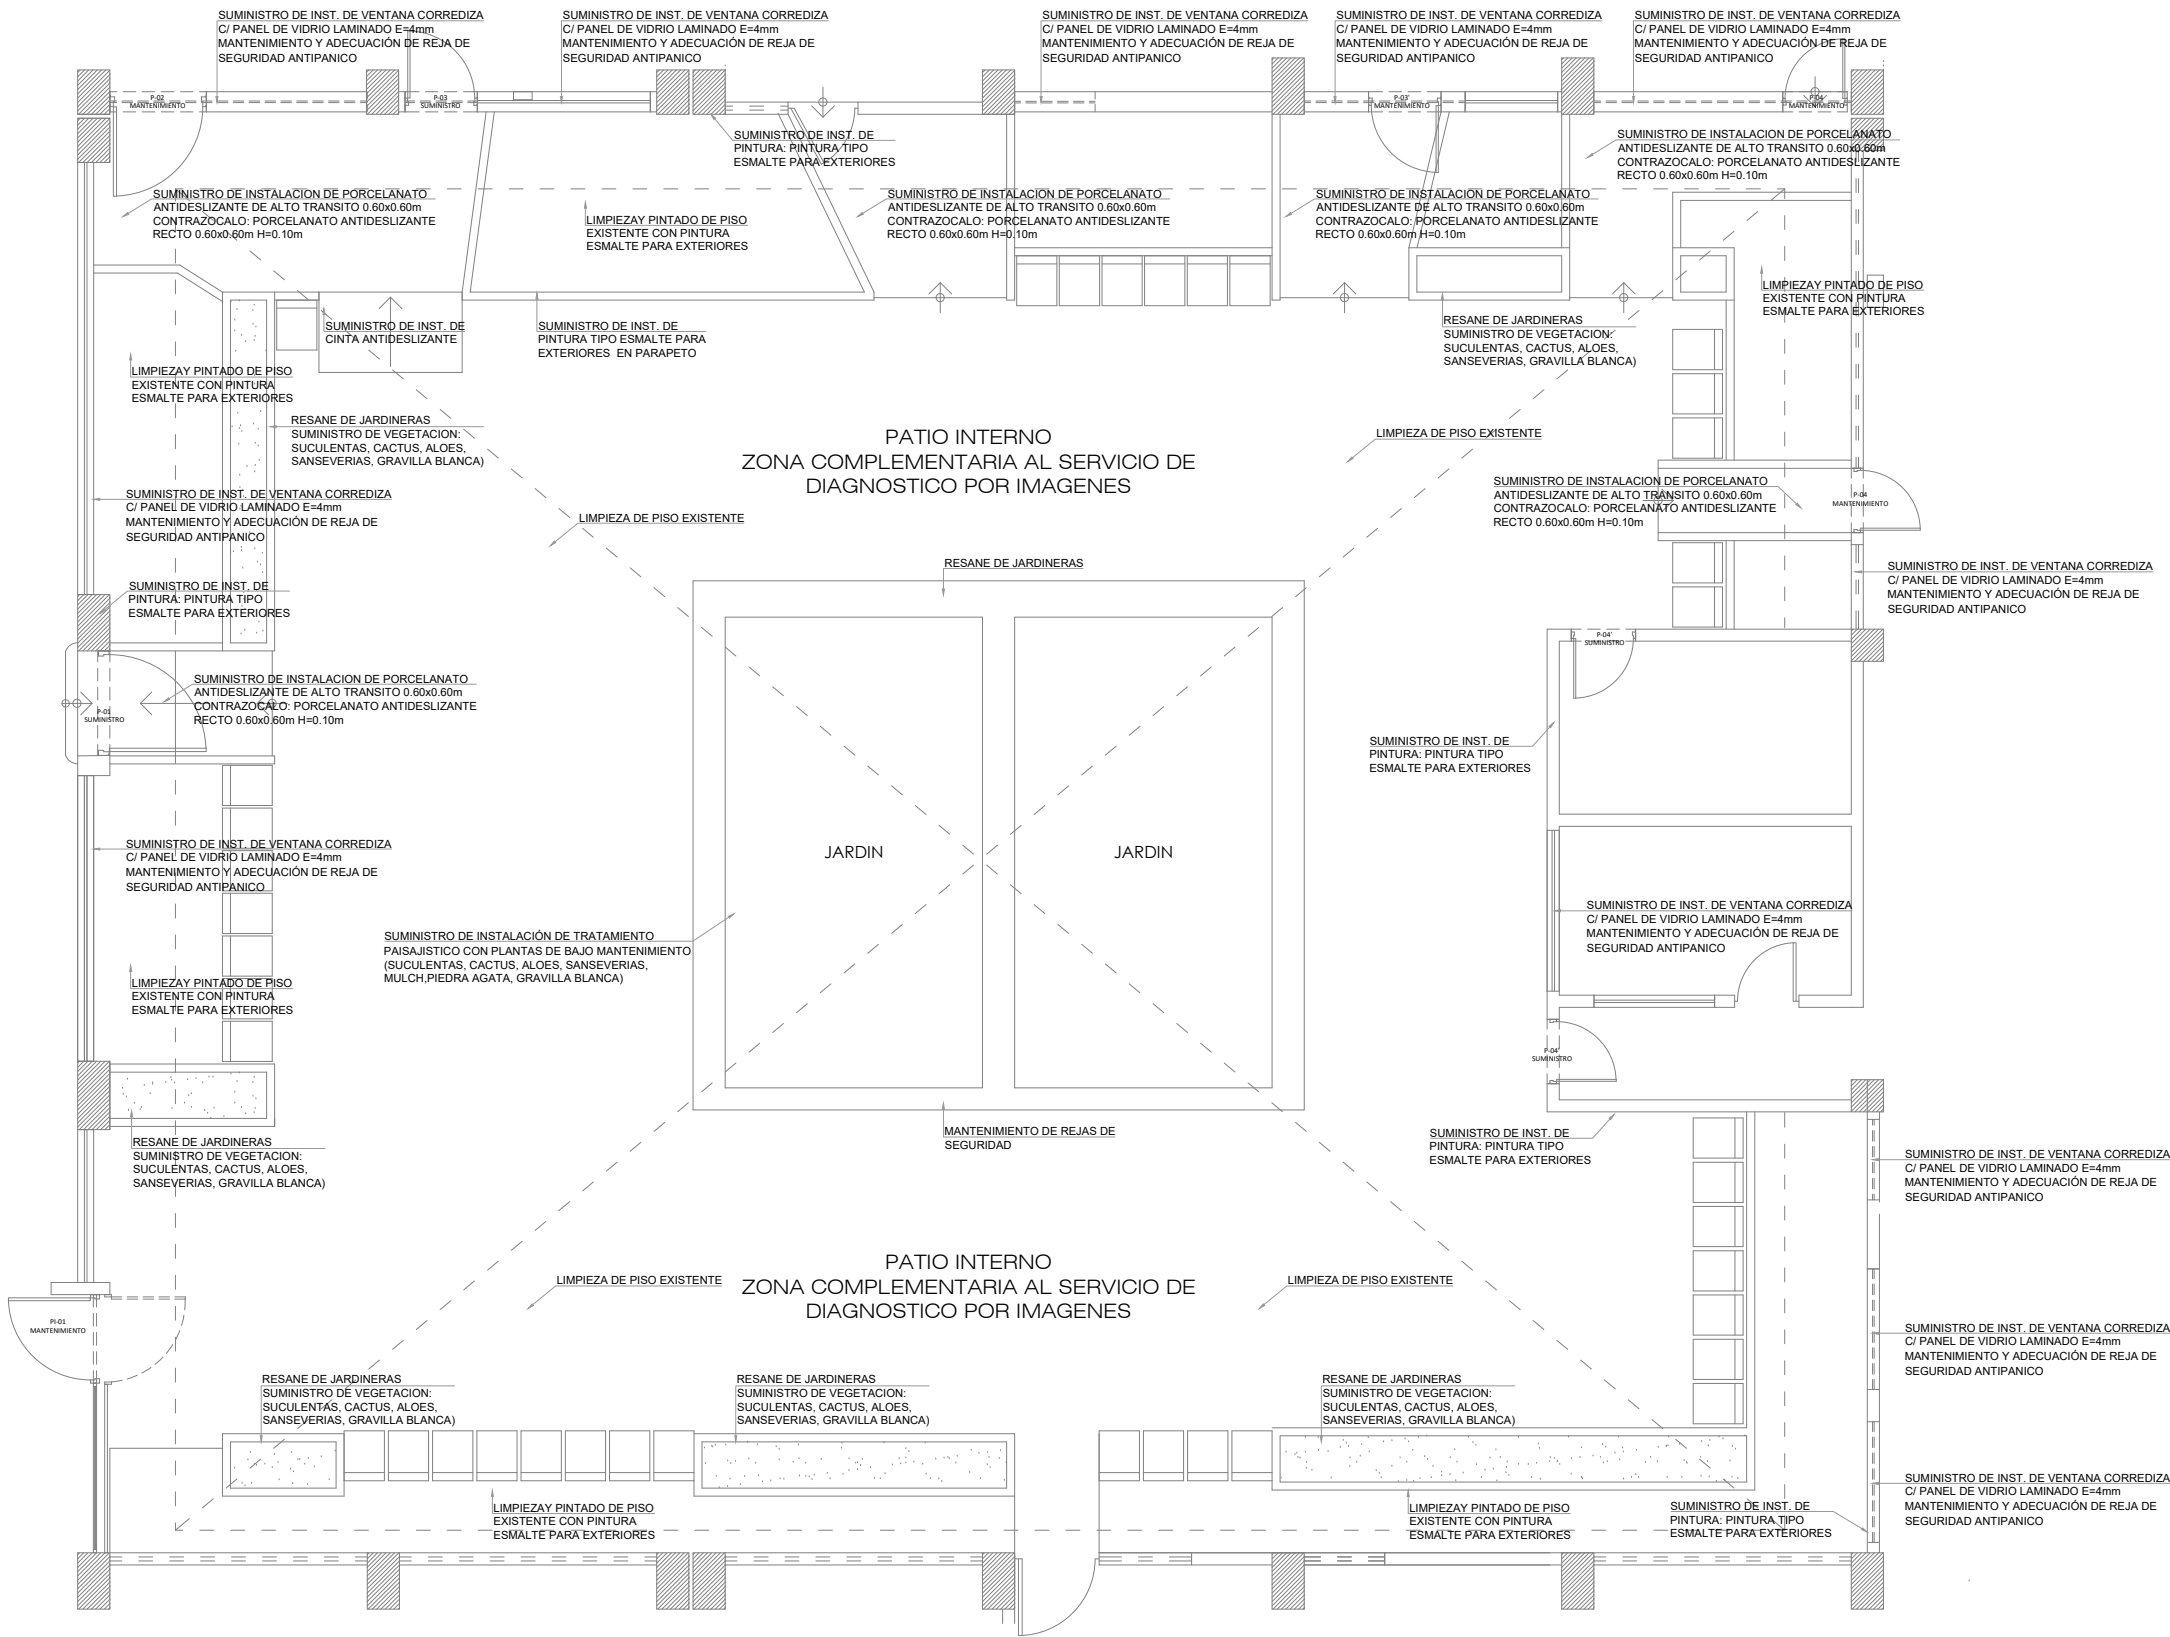 SUMINISTRO DE INST. DE VENTANA CORREDIZA
C/ PANEL DE VIDRIO LAMINADO E=4mm
MANTENIMIENTO Y ADECUACIÓN DE REJA DE
SEGURIDAD ANTIPANICO
SUMINISTRO DE INST. DE VENTANA CORREDIZA
C/ PANEL DE VIDRIO LAMINADO E=4mm
MANTENIMIENTO Y ADECUACIÓN DE REJA DE
SEGURIDAD ANTIPANICO
SUMINISTRO DE INST. DE VENTANA CORREDIZA
C/ PANEL DE VIDRIO LAMINADO E=4mm
MANTENIMIENTO Y ADECUACIÓN DE REJA DE
SEGURIDAD ANTIPANICO
SUMINISTRO DE INST. DE VENTANA CORREDIZA
C/ PANEL DE VIDRIO LAMINADO E=4mm
MANTENIMIENTO Y ADECUACIÓN DE REJA DE
SEGURIDAD ANTIPANICO
SUMINISTRO DE INST. DE VENTANA CORREDIZA
C/ PANEL DE VIDRIO LAMINADO E=4mm
MANTENIMIENTO Y ADECUACIÓN DE REJA DE
SEGURIDAD ANTIPANICO
P-02
MANTENIMIENTO
P-03
SUMINISTRO
P-03'
MANTENIMIENTO
P-04
MANTENIMIENTO
SUMINISTRO DE INST. DE
PINTURA: PINTURA TIPO
ESMALTE PARA EXTERIORES
SUMINISTRO DE INSTALACION DE PORCELANATO
ANTIDESLIZANTE DE ALTO TRANSITO 0.60x0.60m
CONTRAZOCALO: PORCELANATO ANTIDESLIZANTE
RECTO 0.60x0.60m H=0.10m
SUMINISTRO DE INSTALACION DE PORCELANATO
ANTIDESLIZANTE DE ALTO TRANSITO 0.60x0.60m
CONTRAZOCALO: PORCELANATO ANTIDESLIZANTE
RECTO 0.60x0.60m H=0.10m
LIMPIEZAY PINTADO DE PISO
EXISTENTE CON PINTURA
ESMALTE PARA EXTERIORES
SUMINISTRO DE INSTALACION DE PORCELANATO
ANTIDESLIZANTE DE ALTO TRANSITO 0.60x0.60m
CONTRAZOCALO: PORCELANATO ANTIDESLIZANTE
RECTO 0.60x0.60m H=0.10m
SUMINISTRO DE INSTALACION DE PORCELANATO
ANTIDESLIZANTE DE ALTO TRANSITO 0.60x0.60m
CONTRAZOCALO: PORCELANATO ANTIDESLIZANTE
RECTO 0.60x0.60m H=0.10m
LIMPIEZAY PINTADO DE PISO
EXISTENTE CON PINTURA
ESMALTE PARA EXTERIORES
SUMINISTRO DE INST. DE
CINTA ANTIDESLIZANTE
SUMINISTRO DE INST. DE
PINTURA TIPO ESMALTE PARA
EXTERIORES EN PARAPETO
RESANE DE JARDINERAS
SUMINISTRO DE VEGETACION:
SUCULENTAS, CACTUS, ALOES,
SANSEVERIAS, GRAVILLA BLANCA)
LIMPIEZAY PINTADO DE PISO
EXISTENTE CON PINTURA
ESMALTE PARA EXTERIORES
RESANE DE JARDINERAS
SUMINISTRO DE VEGETACION:
SUCULENTAS, CACTUS, ALOES,
SANSEVERIAS, GRAVILLA BLANCA)
PATIO INTERNO
ZONA COMPLEMENTARIA AL SERVICIO DE
DIAGNOSTICO POR IMAGENES
LIMPIEZA DE PISO EXISTENTE
SUMINISTRO DE INST. DE VENTANA CORREDIZA
C/ PANEL DE VIDRIO LAMINADO E=4mm
MANTENIMIENTO Y ADECUACIÓN DE REJA DE
SEGURIDAD ANTIPANICO
LIMPIEZA DE PISO EXISTENTE
SUMINISTRO DE INSTALACION DE PORCELANATO
ANTIDESLIZANTE DE ALTO TRANSITO 0.60x0.60m
CONTRAZOCALO: PORCELANATO ANTIDESLIZANTE
RECTO 0.60x0.60m H=0.10m
P-04
MANTENIMIENTO
RESANE DE JARDINERAS
SUMINISTRO DE INST. DE VENTANA CORREDIZA
C/ PANEL DE VIDRIO LAMINADO E=4mm
MANTENIMIENTO Y ADECUACIÓN DE REJA DE
SEGURIDAD ANTIPANICO
SUMINISTRO DE INST. DE
PINTURA: PINTURA TIPO
ESMALTE PARA EXTERIORES
P-04'
SUMINISTRO
SUMINISTRO DE INSTALACION DE PORCELANATO
ANTIDESLIZANTE DE ALTO TRANSITO 0.60x0.60m
CONTRAZOCALO: PORCELANATO ANTIDESLIZANTE
RECTO 0.60x0.60m H=0.10m
P-01
SUMINISTRO
SUMINISTRO DE INST. DE
PINTURA: PINTURA TIPO
ESMALTE PARA EXTERIORES
SUMINISTRO DE INST. DE VENTANA CORREDIZA
C/ PANEL DE VIDRIO LAMINADO E=4mm
MANTENIMIENTO Y ADECUACIÓN DE REJA DE
SEGURIDAD ANTIPANICO
JARDIN
JARDIN
SUMINISTRO DE INST. DE VENTANA CORREDIZA
C/ PANEL DE VIDRIO LAMINADO E=4mm
MANTENIMIENTO Y ADECUACIÓN DE REJA DE
SEGURIDAD ANTIPANICO
SUMINISTRO DE INSTALACIÓN DE TRATAMIENTO
PAISAJISTICO CON PLANTAS DE BAJO MANTENIMIENTO
(SUCULENTAS, CACTUS, ALOES, SANSEVERIAS,
MULCH,PIEDRA AGATA, GRAVILLA BLANCA)
LIMPIEZAY PINTADO DE PISO
EXISTENTE CON PINTURA
ESMALTE PARA EXTERIORES
P-04'
SUMINISTRO
RESANE DE JARDINERAS
SUMINISTRO DE VEGETACION:
SUCULENTAS, CACTUS, ALOES,
SANSEVERIAS, GRAVILLA BLANCA)
MANTENIMIENTO DE REJAS DE
SEGURIDAD
SUMINISTRO DE INST. DE
PINTURA: PINTURA TIPO
ESMALTE PARA EXTERIORES
SUMINISTRO DE INST. DE VENTANA CORREDIZA
C/ PANEL DE VIDRIO LAMINADO E=4mm
MANTENIMIENTO Y ADECUACIÓN DE REJA DE
SEGURIDAD ANTIPANICO
PATIO INTERNO
ZONA COMPLEMENTARIA AL SERVICIO DE
DIAGNOSTICO POR IMAGENES
LIMPIEZA DE PISO EXISTENTE
LIMPIEZA DE PISO EXISTENTE
PI-01
MANTENIMIENTO
SUMINISTRO DE INST. DE VENTANA CORREDIZA
C/ PANEL DE VIDRIO LAMINADO E=4mm
MANTENIMIENTO Y ADECUACIÓN DE REJA DE
SEGURIDAD ANTIPANICO
RESANE DE JARDINERAS
SUMINISTRO DE VEGETACION:
SUCULENTAS, CACTUS, ALOES,
SANSEVERIAS, GRAVILLA BLANCA)
RESANE DE JARDINERAS
SUMINISTRO DE VEGETACION:
SUCULENTAS, CACTUS, ALOES,
SANSEVERIAS, GRAVILLA BLANCA)
RESANE DE JARDINERAS
SUMINISTRO DE VEGETACION:
SUCULENTAS, CACTUS, ALOES,
SANSEVERIAS, GRAVILLA BLANCA)
SUMINISTRO DE INST. DE VENTANA CORREDIZA
C/ PANEL DE VIDRIO LAMINADO E=4mm
MANTENIMIENTO Y ADECUACIÓN DE REJA DE
SEGURIDAD ANTIPANICO
LIMPIEZAY PINTADO DE PISO
EXISTENTE CON PINTURA
ESMALTE PARA EXTERIORES
LIMPIEZAY PINTADO DE PISO
EXISTENTE CON PINTURA
ESMALTE PARA EXTERIORES
SUMINISTRO DE INST. DE
PINTURA: PINTURA TIPO
ESMALTE PARA EXTERIORES